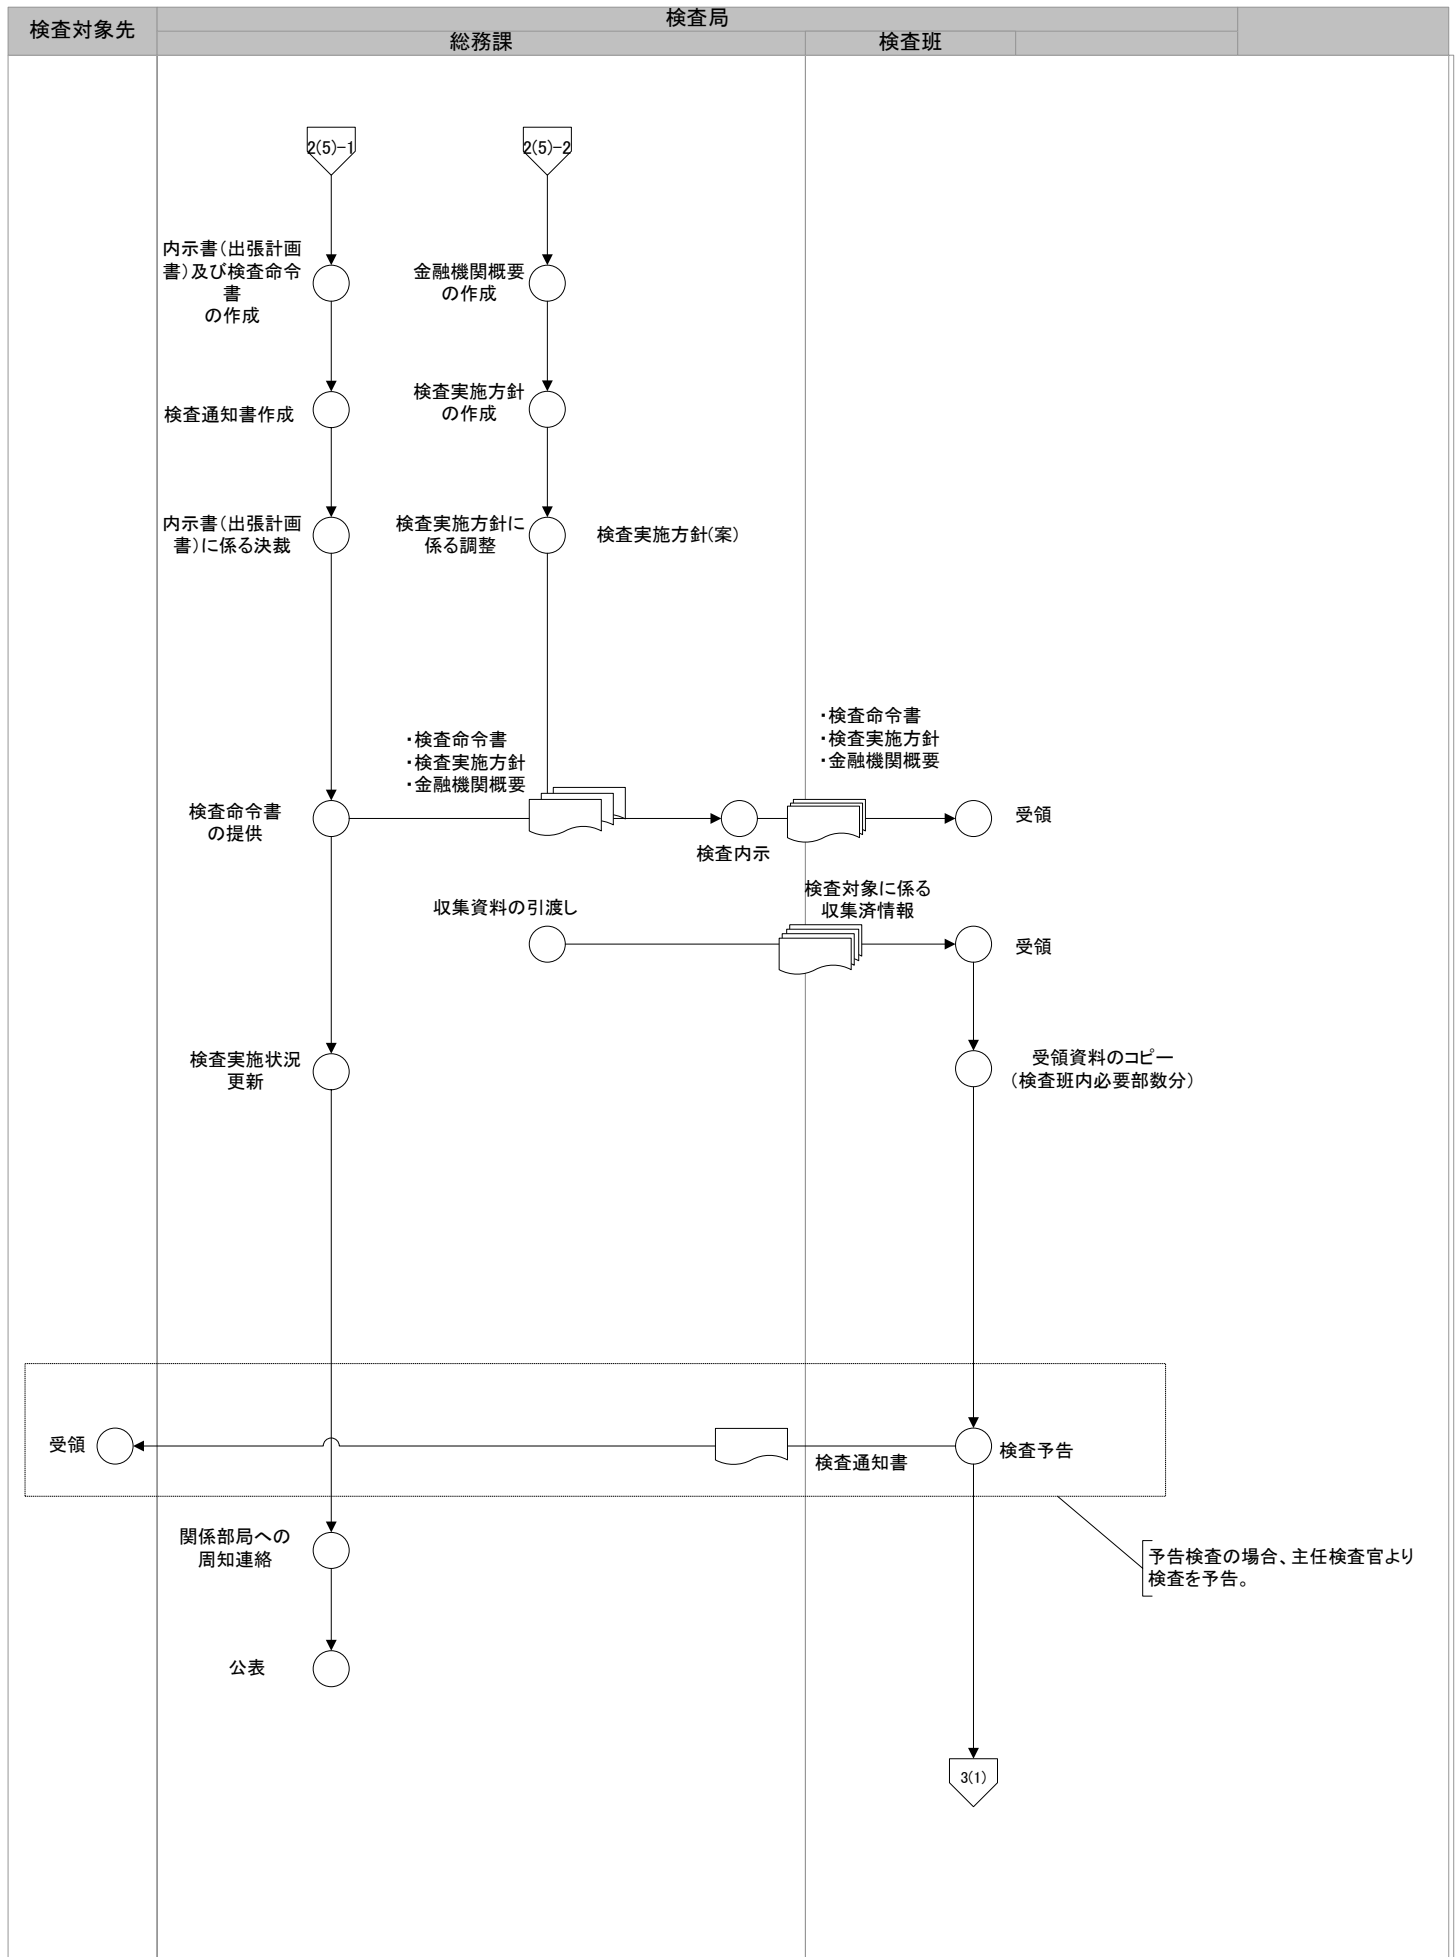 検査対象先
検査局
総務課
検査班
2(5)-1
2(5)-2
内示書(出張計画
書)及び検査命令
書
の作成
金融機関概要
の作成
検査通知書作成
検査実施方針
の作成
内示書(出張計画
書)に係る決裁
検査実施方針に
係る調整
検査実施方針(案)
・検査命令書
・検査実施方針
・金融機関概要
・検査命令書
・検査実施方針
・金融機関概要
検査命令書
の提供
検査内示
受領
収集資料の引渡し
検査対象に係る
収集済情報
受領
検査実施状況
更新
受領資料のコピー
(検査班内必要部数分)
受領
検査通知書
検査予告
関係部局への
周知連絡
予告検査の場合、主任検査官より
検査を予告。
公表
3(1)